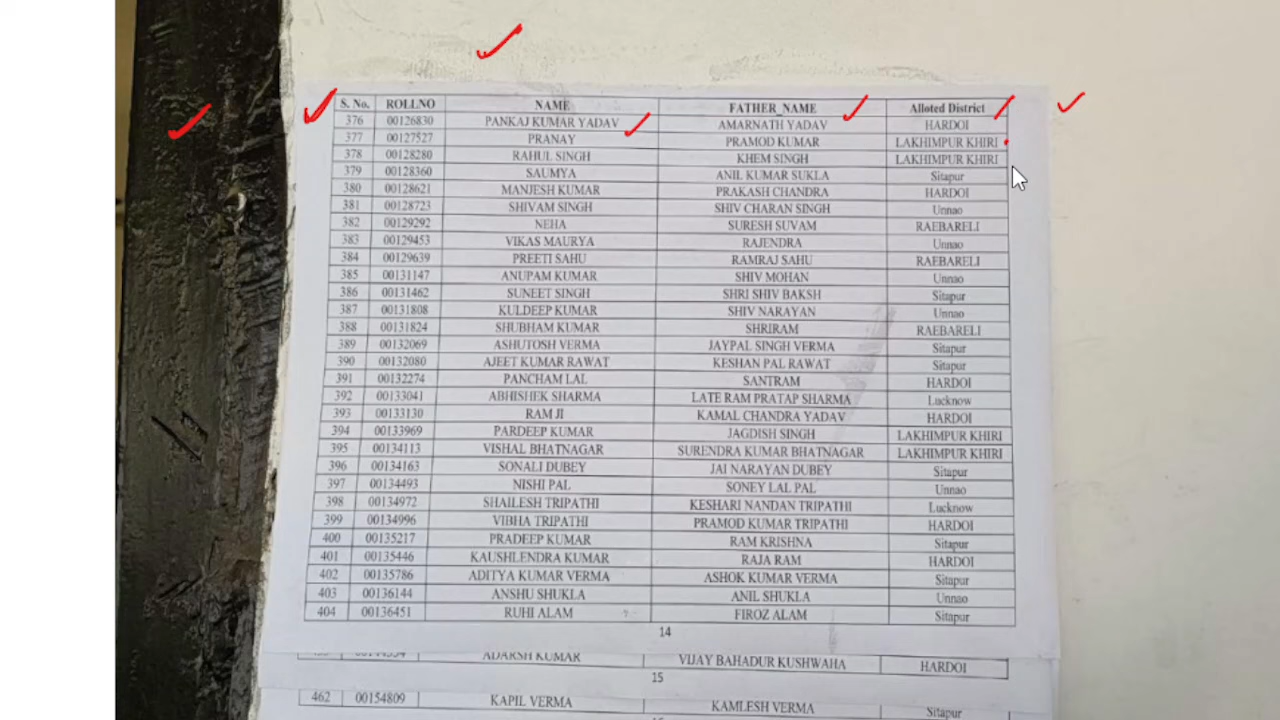 S. No. ROLLNO NAME FATHER_NAME Alloted District
376 00126830 PANKAJ KUMAR YADAV AMARNATH YADAV HARDOI
377 00127527 PRANAY PRAMOD KUMAR LAKHIMPUR KHIRI
378 00128280 RAHUL SINGH KHEM SINGH LAKHIMPUR KHIRI
379 00128360 SAUMYA ANIL KUMAR SUKLA Sitapur
380 00128621 MANJESH KUMAR PRAKASH CHANDRA HARDOI
381 00128723 SHIVAM SINGH SHIV CHARAN SINGH Unnao
382 00129292 NEHA SURESH SUVAM RAEBARELI
383 00129453 VIKAS MAURYA RAJENDRA Unnao
384 00129639 PREETI SAHU RAMRAJ SAHU RAEBARELI
385 00131147 ANUPAM KUMAR SHIV MOHAN Unnao
386 00131462 SUNEET SINGH SHRI SHIV BAKSH Sitapur
387 00131808 KULDEEP KUMAR SHIV NARAYAN Unnao
388 00131824 SHUBHAM KUMAR SHRIRAM RAEBARELI
389 00132069 ASHUTOSH VERMA JAYPAL SINGH VERMA Sitapur
390 00132080 AJEET KUMAR RAWAT KESHAN PAL RAWAT Sitapur
391 00132274 PANCHAM LAL SANTRAM HARDOI
392 00133041 ABHISHEK SHARMA LATE RAM PRATAP SHARMA Lucknow
393 00133130 RAM JI KAMAL CHANDRA YADAV HARDOI
394 00133969 PARDEEP KUMAR JAGDISH SINGH LAKHIMPUR KHIRI
395 00134113 VISHAL BHATNAGAR SURENDRA KUMAR BHATNAGAR LAKHIMPUR KHIRI
396 00134163 SONALI DUBEY JAI NARAYAN DUBEY Sitapur
397 00134493 NISHI PAL SONEY LAL PAL Unnao
398 00134972 SHAILESH TRIPATHI KESHARI NANDAN TRIPATHI Lucknow
399 00134996 VIBHA TRIPATHI PRAMOD KUMAR TRIPATHI HARDOI
400 00135217 PRADEEP KUMAR RAM KRISHNA Sitapur
401 00135446 KAUSHLENDRA KUMAR RAJA RAM HARDOI
402 00135786 ADITYA KUMAR VERMA ASHOK KUMAR VERMA Sitapur
403 00136144 ANSHU SHUKLA ANIL SHUKLA Unnao
404 00136451 RUHI ALAM FIROZ ALAM Sitapur
14
ADARSH KUMAR VIJAY BAHADUR KUSHWAHA HARDOI
15
462 00154809 KAPIL VERMA KAMLESH VERMA Sitapur